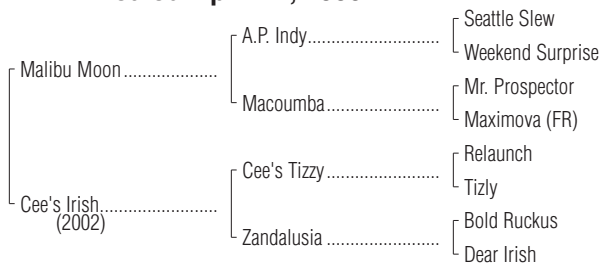 Seattle Slew
A.P. Indy
Weekend Surprise
Malibu Moon
Mr. Prospector
Macoumba
Maximova (FR)
Relaunch
Cee's Tizzy
Tizly
Cee's Irish
(2002)
Bold Ruckus
Zandalusia
Dear Irish